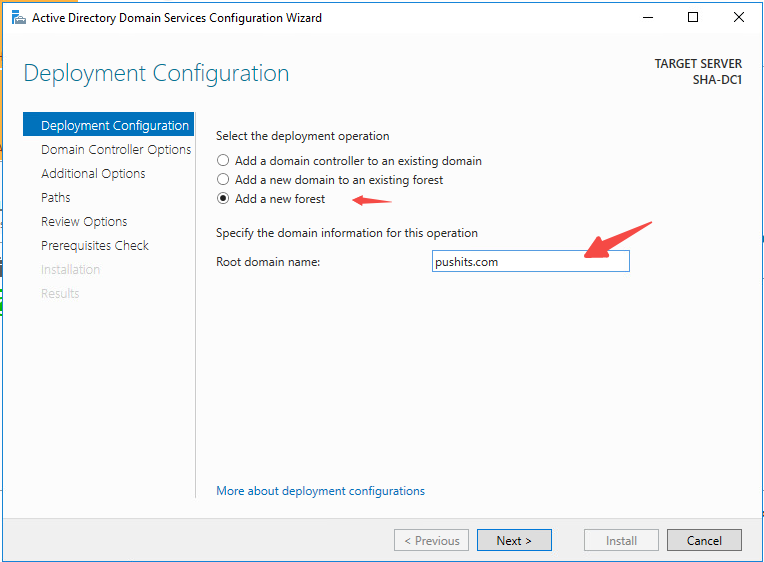 Active Directory Domain Services Configuration Wizard
Deployment Configuration
TARGET SERVER
SHA-DC1
Deployment Configuration
Domain Controller Options
Additional Options
Paths
Review Options
Prerequisites Check
Installation
Results
Select the deployment operation
Add a domain controller to an existing domain
Add a new domain to an existing forest
Add a new forest
Specify the domain information for this operation
Root domain name: pushits.com
More about deployment configurations
< Previous Next > Install Cancel